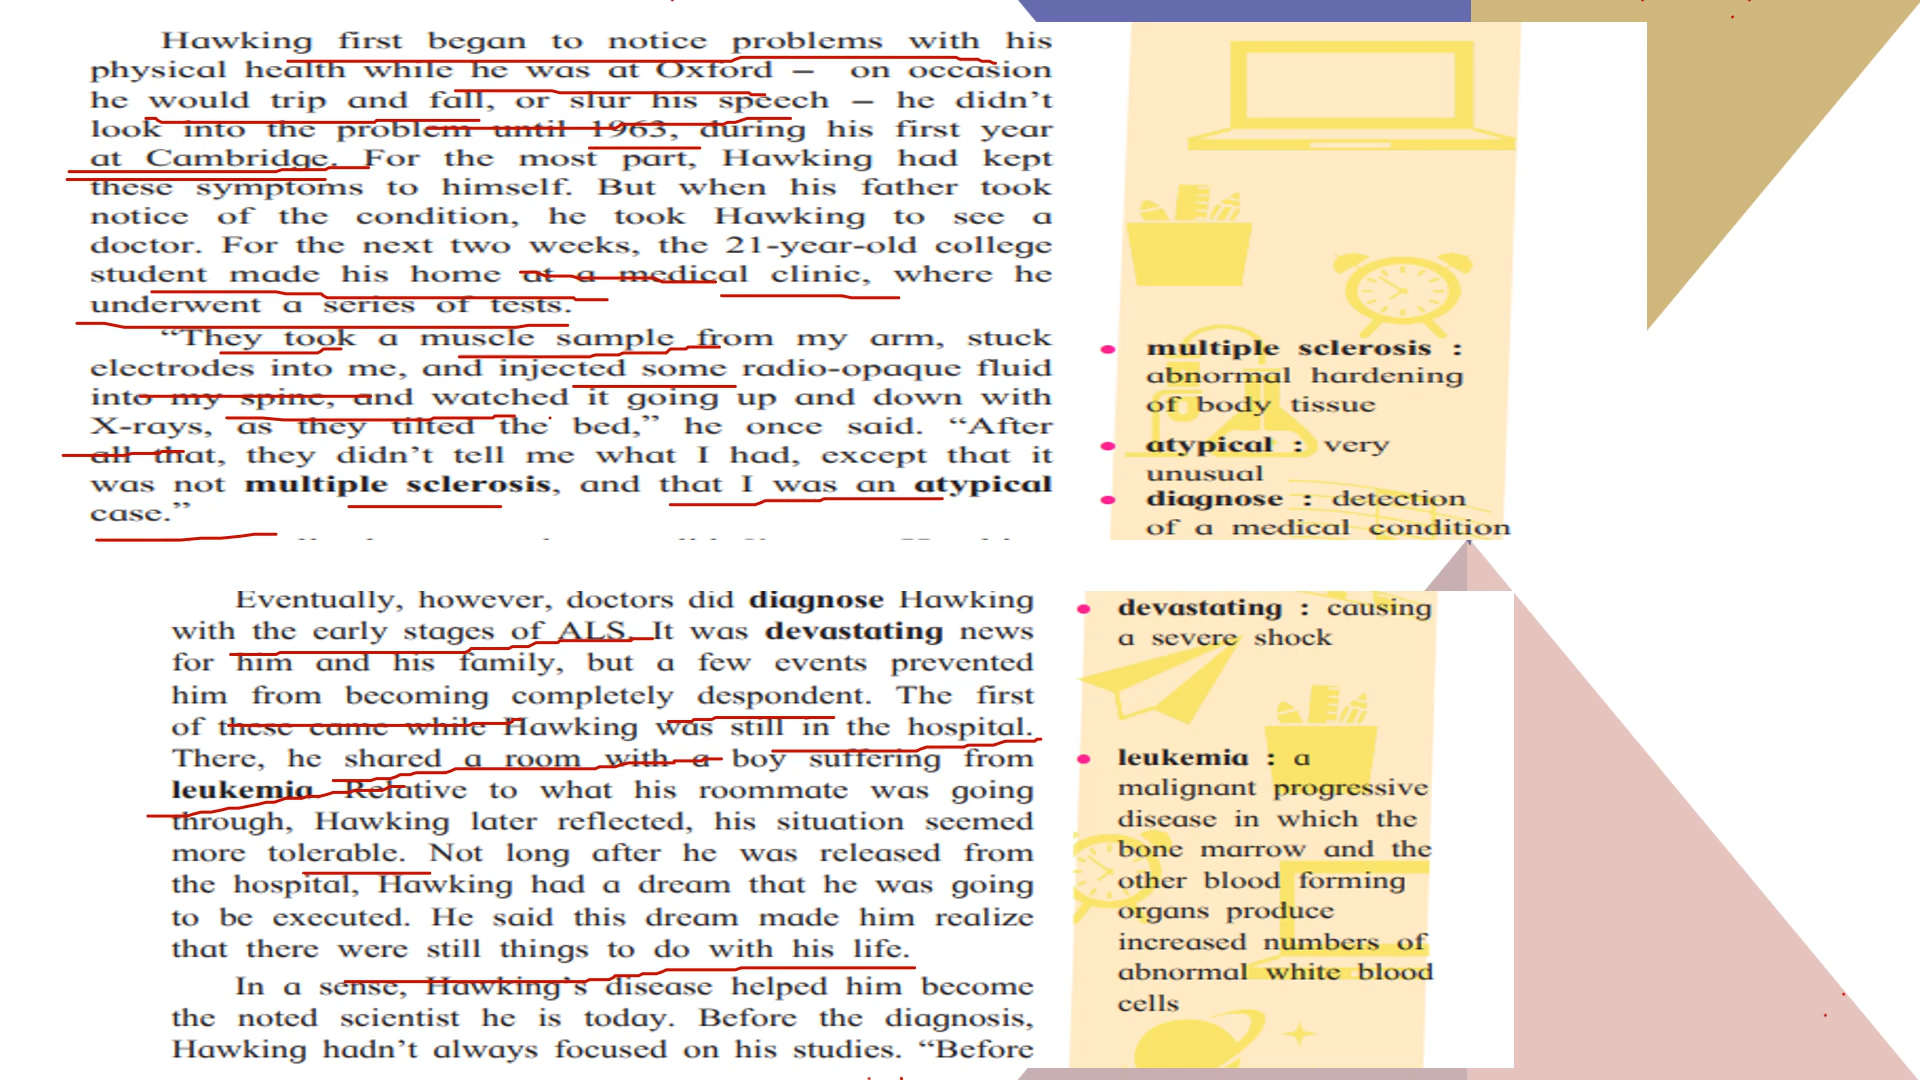 Hawking first began to notice problems with his
physical health while he was at Oxford – on occasion
he would trip and fall, or slur his speech – he didn't
look into the problem until 1963, during his first year
at Cambridge. For the most part, Hawking had kept
these symptoms to himself. But when his father took
notice of the condition, he took Hawking to see a
doctor. For the next two weeks, the 21-year-old college
student made his home at a medical clinic, where he
underwent a series of tests.
“They took a muscle sample from my arm, stuck
electrodes into me, and injected some radio-opaque fluid
into my spine, and watched it going up and down with
X-rays, as they tilted the bed,” he once said. “After
all that, they didn't tell me what I had, except that it
was not multiple sclerosis, and that I was an atypical
case.”
multiple sclerosis :
abnormal hardening
of body tissue
atypical : very
unusual
diagnose : detection
of a medical condition
Eventually, however, doctors did diagnose Hawking
with the early stages of ALS. It was devastating news
for him and his family, but a few events prevented
him from becoming completely despondent. The first
of these came while Hawking was still in the hospital.
There, he shared a room with a boy suffering from
leukemia. Relative to what his roommate was going
through, Hawking later reflected, his situation seemed
more tolerable. Not long after he was released from
the hospital, Hawking had a dream that he was going
to be executed. He said this dream made him realize
that there were still things to do with his life.
In a sense, Hawking's disease helped him become
the noted scientist he is today. Before the diagnosis,
Hawking hadn't always focused on his studies. “Before
devastating : causing
a severe shock
leukemia : a
malignant progressive
disease in which the
bone marrow and the
other blood forming
organs produce
increased numbers of
abnormal white blood
cells